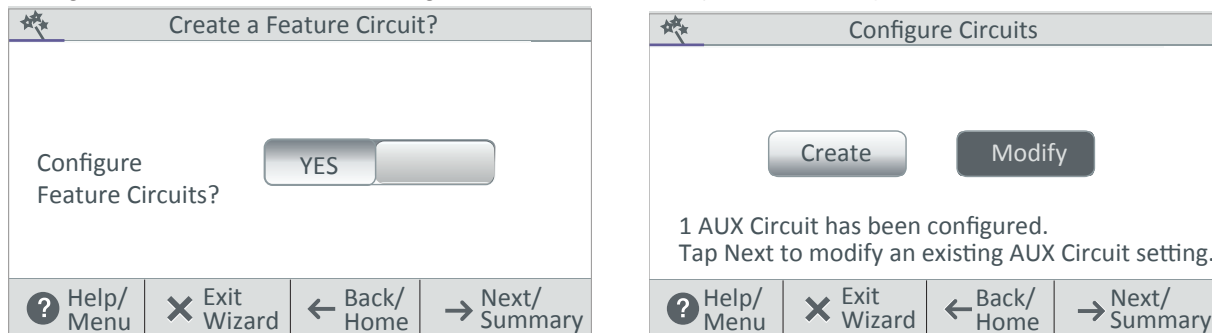 Create a Feature Circuit?
Configure
Feature Circuits?
YES
Help/
Menu
Exit
Wizard
Back/
Home
Next/
Summary
Configure Circuits
Create
Modify
1 AUX Circuit has been configured.
Tap Next to modify an existing AUX Circuit setting.
Help/
Menu
Exit
Wizard
Back/
Home
Next/
Summary